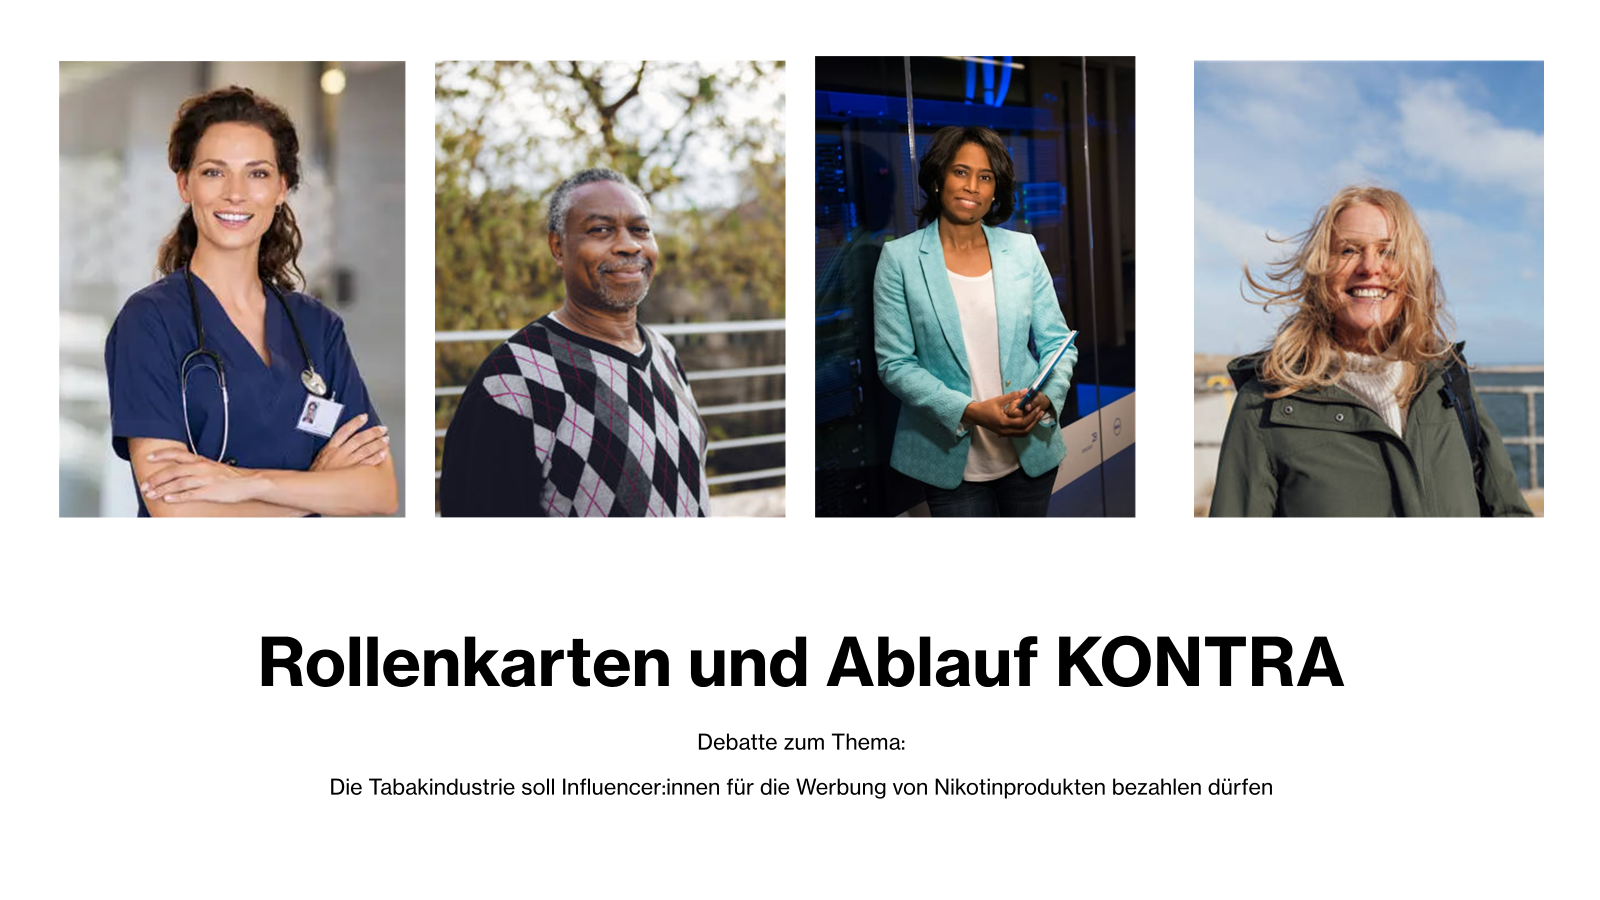 Rollenkarten und Ablauf KONTRA
Debatte zum Thema:
Die Tabakindustrie soll Influencer:innen für die Werbung von Nikotinprodukten bezahlen dürfen